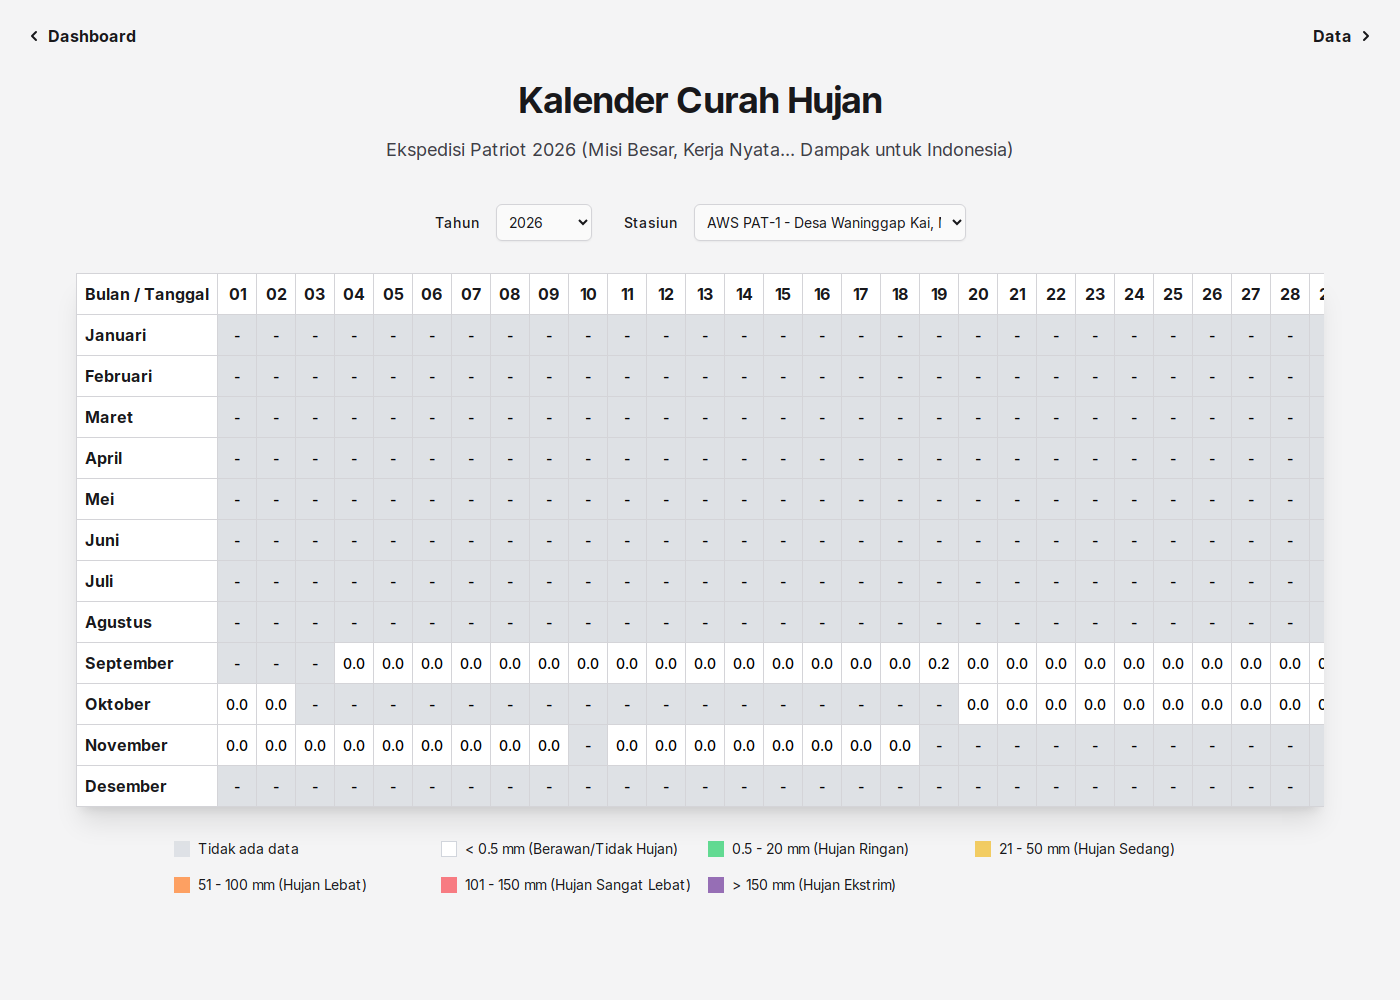 Dashboard
Data
Kalender Curah Hujan
Ekspedisi Patriot 2026 (Misi Besar, Kerja Nyata... Dampak untuk Indonesia)
Tahun 2026 Stasiun AWS PAT-1 - Desa Waninggap Kai,
Bulan / Tanggal 01 02 03 04 05 06 07 08 09 10 11 12 13 14 15 16 17 18 19 20 21 22 23 24 25 26 27 28
Januari - - - - - - - - - - - - - - - - - - - - - - - - - - - -
Februari - - - - - - - - - - - - - - - - - - - - - - - - - - - -
Maret - - - - - - - - - - - - - - - - - - - - - - - - - - - -
April - - - - - - - - - - - - - - - - - - - - - - - - - - - -
Mei - - - - - - - - - - - - - - - - - - - - - - - - - - - -
Juni - - - - - - - - - - - - - - - - - - - - - - - - - - - -
Juli - - - - - - - - - - - - - - - - - - - - - - - - - - - -
Agustus - - - - - - - - - - - - - - - - - - - - - - - - - - - -
September - - - 0.0 0.0 0.0 0.0 0.0 0.0 0.0 0.0 0.0 0.0 0.0 0.0 0.0 0.0 0.0 0.2 0.0 0.0 0.0 0.0 0.0 0.0 0.0 0.0 0.0
Oktober 0.0 0.0 - - - - - - - - - - - - - - - - - 0.0 0.0 0.0 0.0 0.0 0.0 0.0 0.0 0.0
November 0.0 0.0 0.0 0.0 0.0 0.0 0.0 0.0 0.0 - 0.0 0.0 0.0 0.0 0.0 0.0 0.0 0.0 - - - - - - - - - -
Desember - - - - - - - - - - - - - - - - - - - - - - - - - - - -
Tidak ada data
< 0.5 mm (Berawan/Tidak Hujan)
0.5 - 20 mm (Hujan Ringan)
21 - 50 mm (Hujan Sedang)
51 - 100 mm (Hujan Lebat)
101 - 150 mm (Hujan Sangat Lebat)
> 150 mm (Hujan Ekstrim)